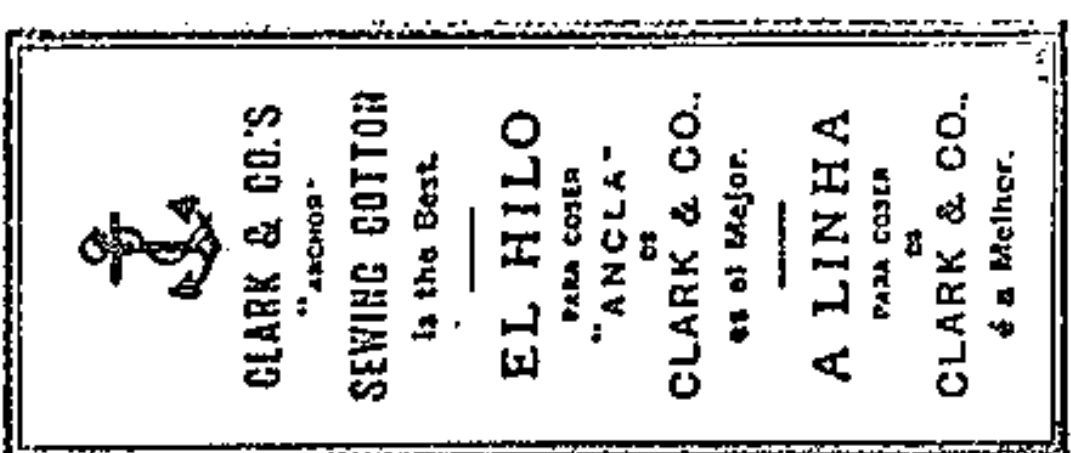 CLARK & CO.'S
"ANCHOR"
SEWING COTTON
is the Best.
EL HILO
PARA COSER
"ANCLA"
DE
CLARK & CO.,
es el Mejor.
A LINHA
PARA COSER
DE
CLARK & CO.,
é a Melhor.